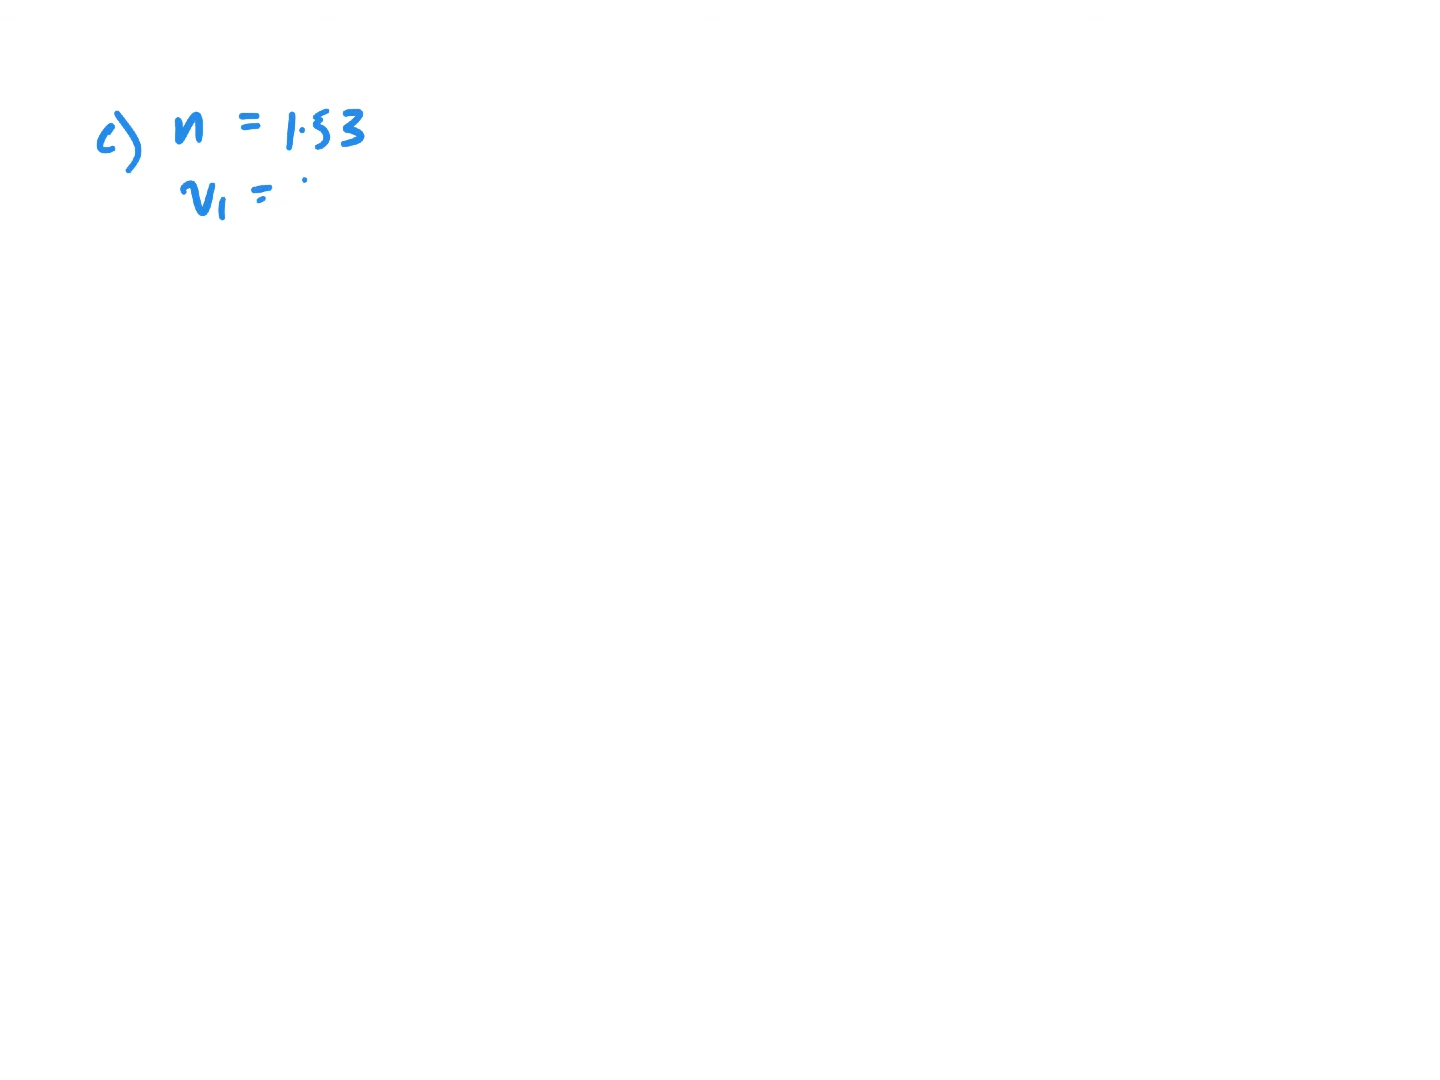 c) n = 1.53
v₁ =